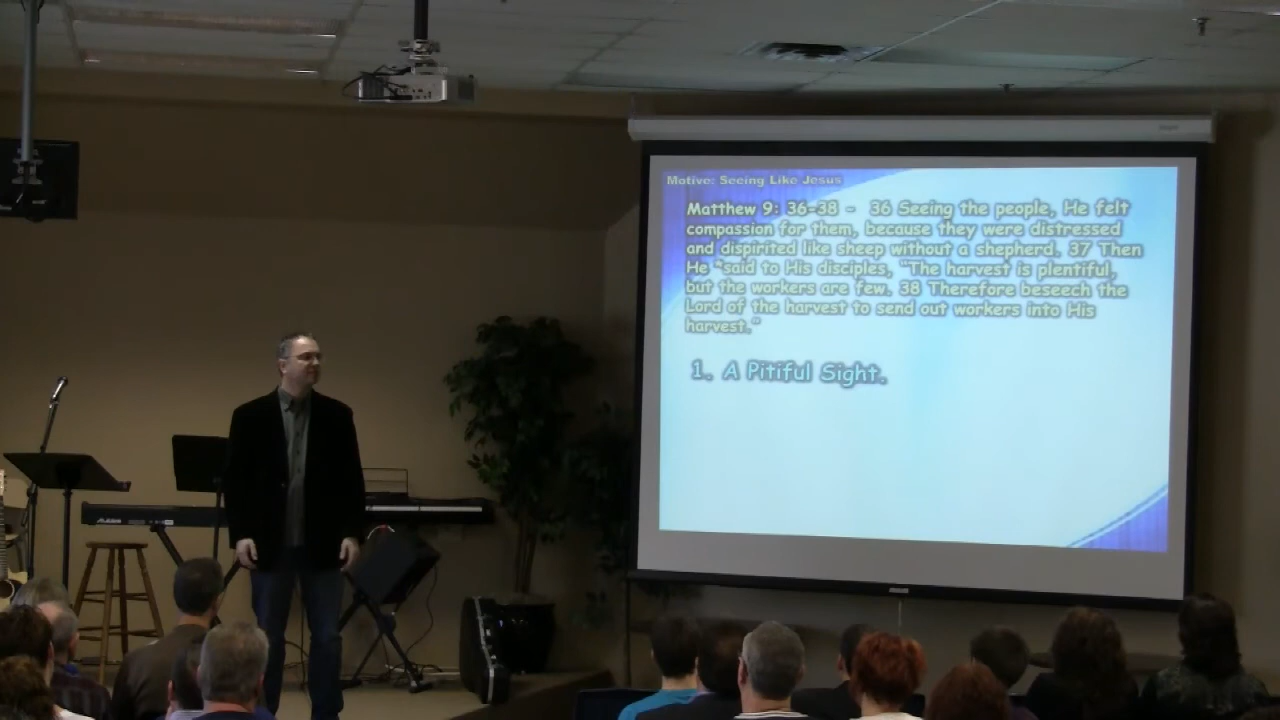 Motive: Seeing Like Jesus
Matthew 9: 36-38 - 36 Seeing the people, He felt
compassion for them, because they were distressed
and dispirited like sheep without a shepherd. 37 Then
He "said to His disciples, "The harvest is plentiful,
but the workers are few. 38 Therefore beseech the
Lord of the harvest to send out workers into His
harvest."
1. A Pitiful Sight.
ALESIS